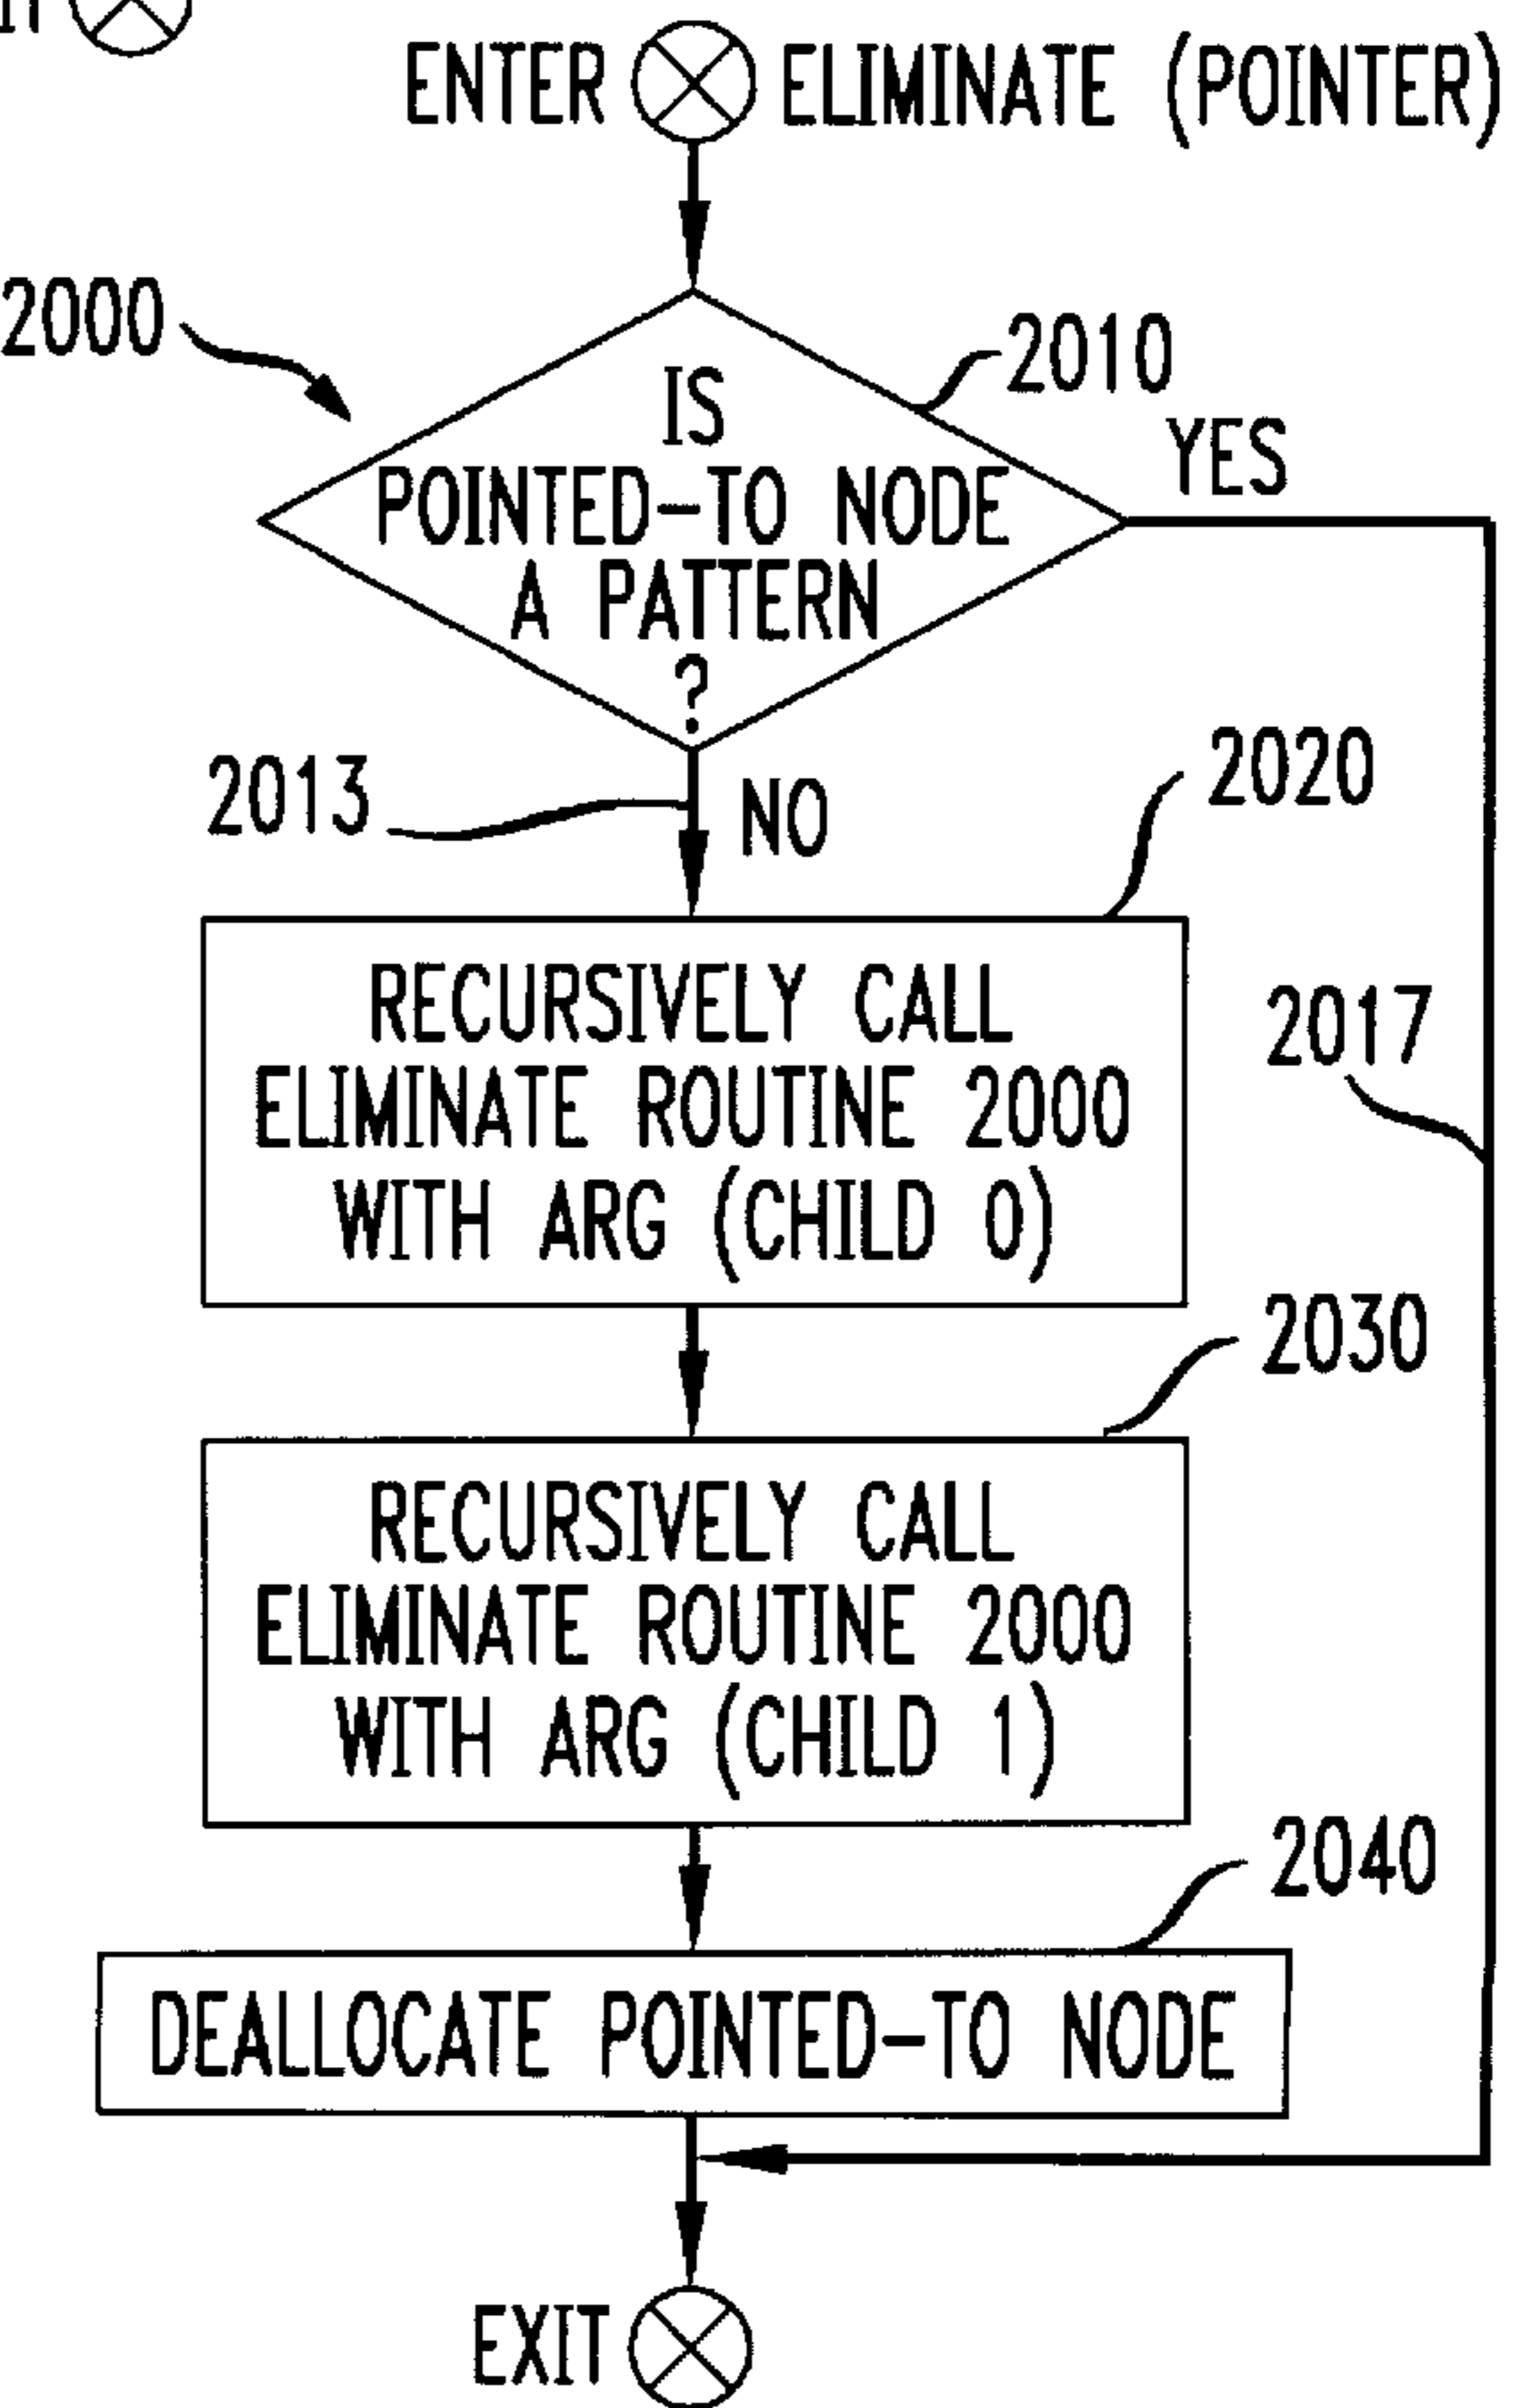 ENTER ELIMINATE (POINTER)
2000
2010
IS
POINTED-TO NODE
A PATTERN
?
YES
2013
NO
2020
RECURSIVELY CALL
ELIMINATE ROUTINE 2000
WITH ARG (CHILD 0)
2017
2030
RECURSIVELY CALL
ELIMINATE ROUTINE 2000
WITH ARG (CHILD 1)
2040
DEALLOCATE POINTED-TO NODE
EXIT